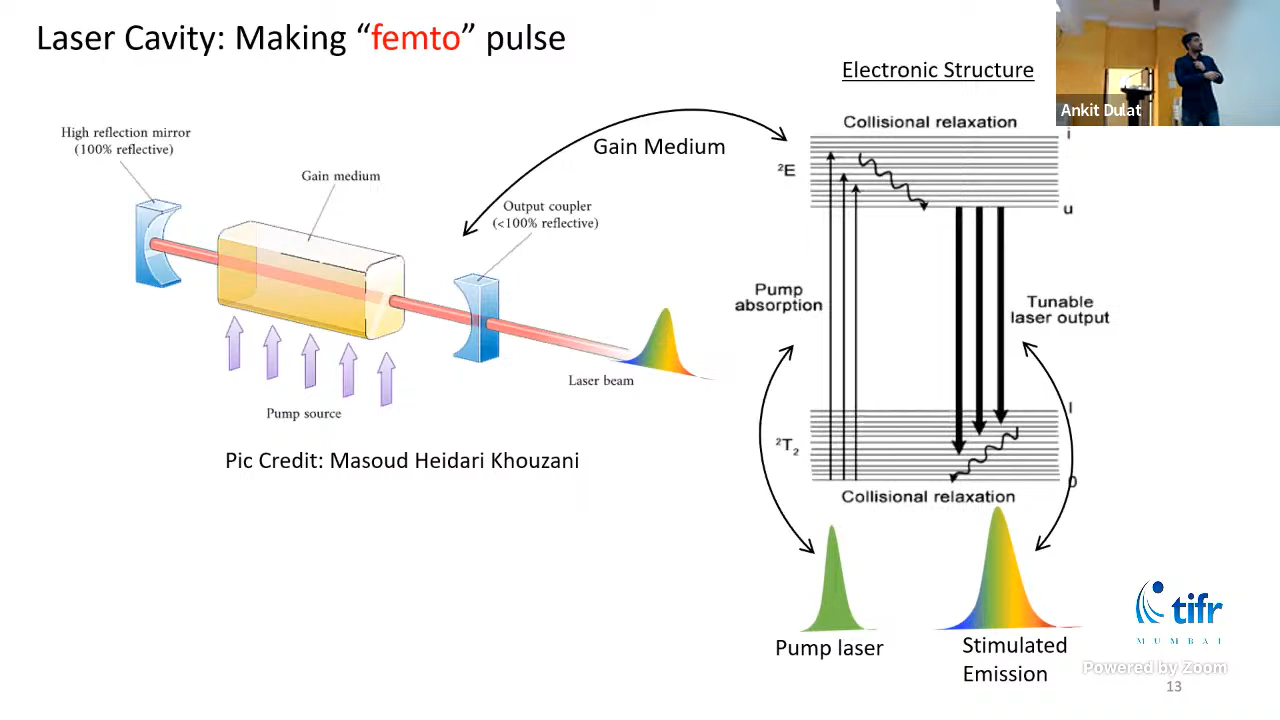 Laser Cavity: Making “femto” pulse
Ankit Dulat
High reflection mirror
(100% reflective)
Gain medium
Output coupler
(<100% reflective)
Pump source
Laser beam
Pic Credit: Masoud Heidari Khouzani
Gain Medium
Electronic Structure
Collisional relaxation
i
²E
u
Pump
absorption
Tunable
laser output
l
²T₂
0
Collisional relaxation
Pump laser
Stimulated
Emission
tifr
MUMBAI
Powered by Zoom
13